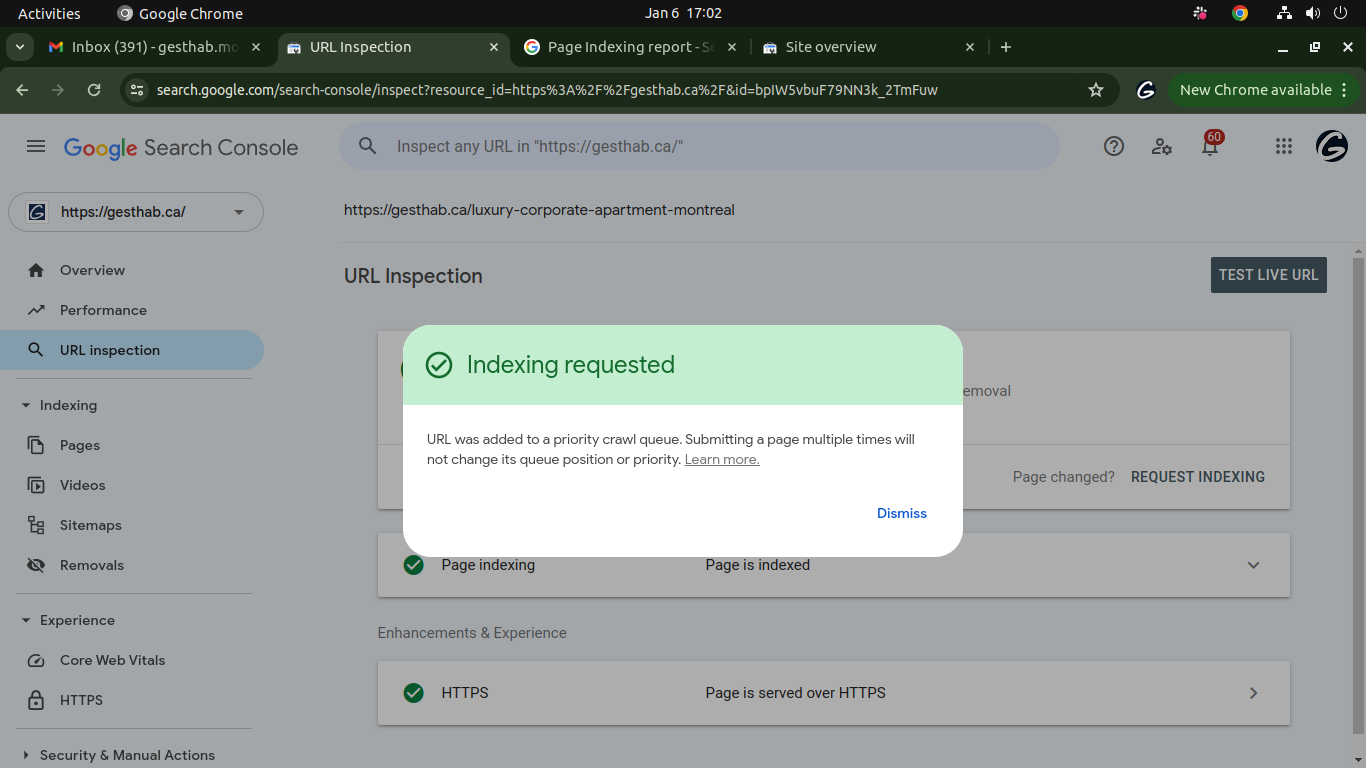 Activities
Google Chrome
Jan 6 17:02
Inbox (391) - gesthab.mo
URL Inspection
Page Indexing report - Se
Site overview
search.google.com/search-console/inspect?resource_id=https%3A%2F%2Fgesthab.ca%2F&id=bpIW5vbuF79NN3k_2TmFuw
New Chrome available
Google Search Console
Inspect any URL in "https://gesthab.ca/"
60
https://gesthab.ca/
https://gesthab.ca/luxury-corporate-apartment-montreal
Overview
Performance
URL inspection
Indexing
Pages
Videos
Sitemaps
Removals
Experience
Core Web Vitals
HTTPS
Security & Manual Actions
URL Inspection
TEST LIVE URL
emoval
Indexing requested
URL was added to a priority crawl queue. Submitting a page multiple times will
not change its queue position or priority. Learn more.
Dismiss
Page changed? REQUEST INDEXING
Page indexing
Page is indexed
Enhancements & Experience
HTTPS
Page is served over HTTPS